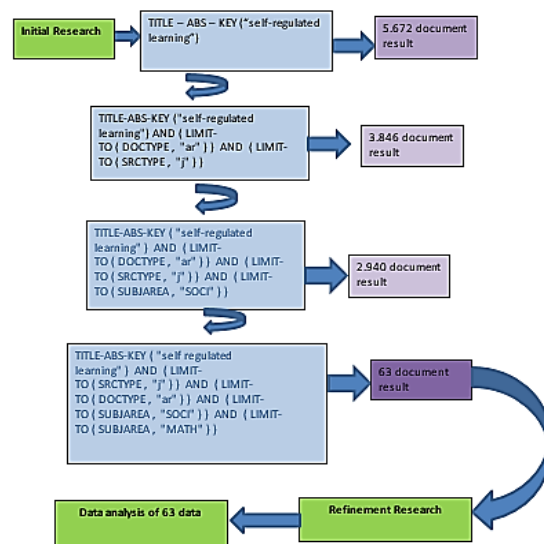 Initial Research
TITLE – ABS – KEY ("self-regulated
learning")
5.672 document
result
TITLE-ABS-KEY ("self-regulated
learning") AND ( LIMIT-
TO ( DOCTYPE , "ar" ) ) AND ( LIMIT-
TO ( SRCTYPE , "j" ) )
3.846 document
result
TITLE-ABS-KEY ( "self-regulated
learning" ) AND ( LIMIT-
TO ( DOCTYPE , "ar" ) ) AND ( LIMIT-
TO ( SRCTYPE , "j" ) ) AND ( LIMIT-
TO ( SUBJAREA , "SOCI" ) )
2.940 document
result
TITLE-ABS-KEY ( "self regulated
learning" ) AND ( LIMIT-
TO ( SRCTYPE , "j" ) ) AND ( LIMIT-
TO ( DOCTYPE , "ar" ) ) AND ( LIMIT-
TO ( SUBJAREA , "SOCI" ) ) AND ( LIMIT-
TO ( SUBJAREA , "MATH" ) )
63 document
result
Refinement Research
Data analysis of 63 data